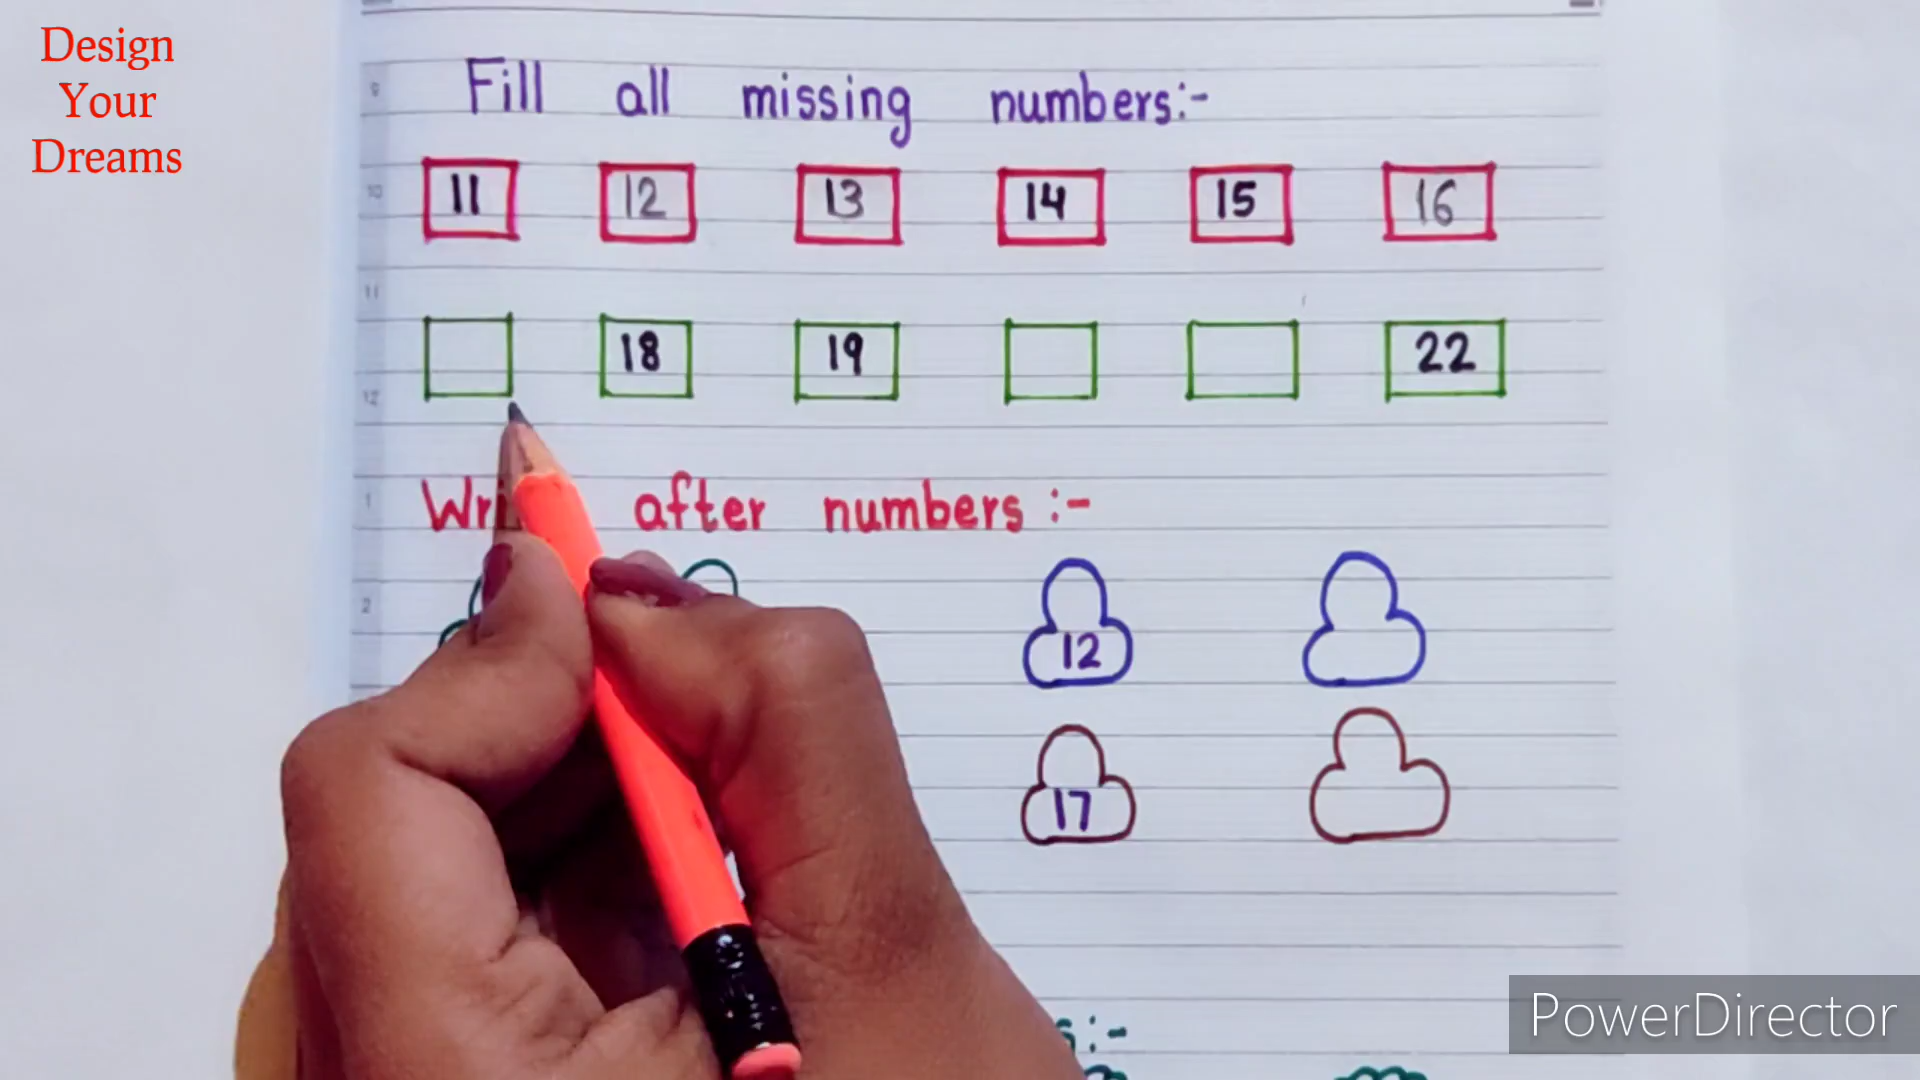 Design
Your
Dreams
Fill all missing numbers:-
11 12 13 14 15 16
18 19 22
after numbers :-
12
17
PowerDirector